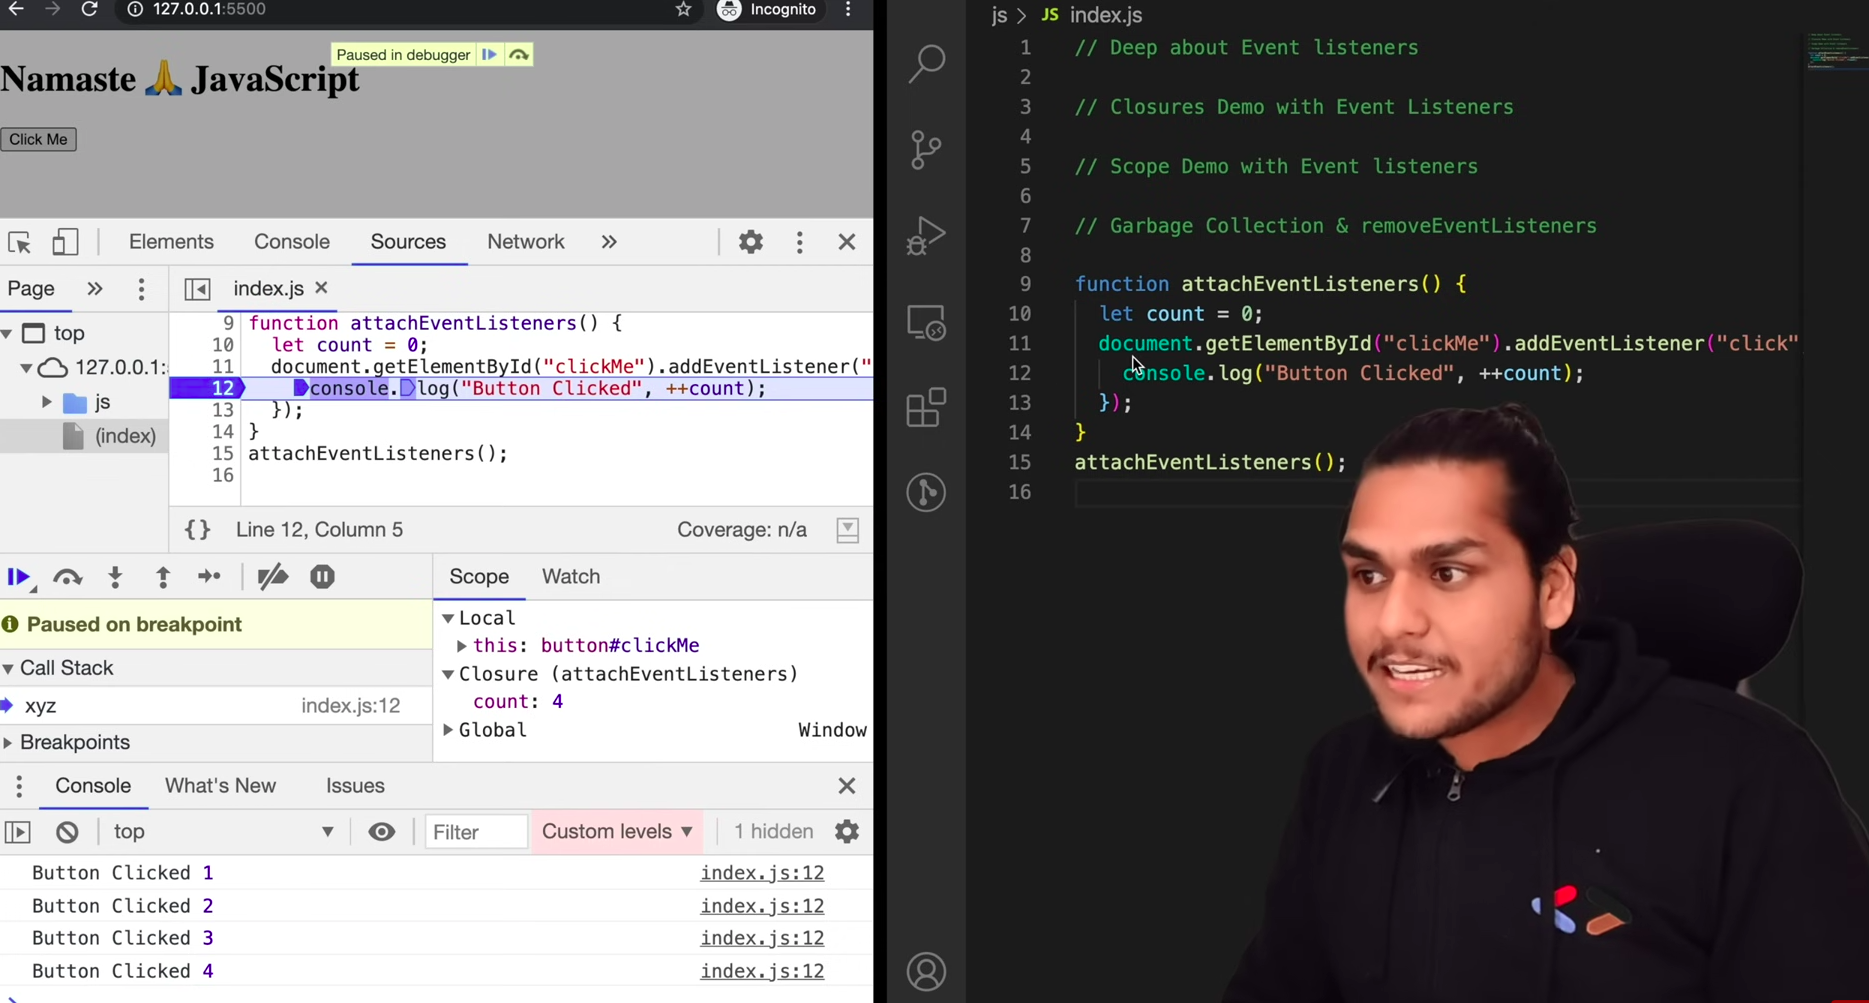 127.0.0.1:5500
Incognito
Paused in debugger
Namaste 🙏 JavaScript
Click Me
Elements
Console
Sources
Network
Page
index.js
top
127.0.0.1:
js
(index)
9 function attachEventListeners() {
10 let count = 0;
11 document.getElementById("clickMe").addEventListener("
12 console.log("Button Clicked", ++count);
13 });
14 }
15 attachEventListeners();
16
{} Line 12, Column 5
Coverage: n/a
Scope
Watch
Paused on breakpoint
Call Stack
xyz
index.js:12
Breakpoints
Local
this: button#clickMe
Closure (attachEventListeners)
count: 4
Global
Window
Console
What's New
Issues
top
Filter
Custom levels
1 hidden
Button Clicked 1
index.js:12
Button Clicked 2
index.js:12
Button Clicked 3
index.js:12
Button Clicked 4
index.js:12
js > JS index.js
1 // Deep about Event listeners
2
3 // Closures Demo with Event Listeners
4
5 // Scope Demo with Event listeners
6
7 // Garbage Collection & removeEventListeners
8
9 function attachEventListeners() {
10 let count = 0;
11 document.getElementById("clickMe").addEventListener("click"
12 console.log("Button Clicked", ++count);
13 });
14 }
15 attachEventListeners();
16